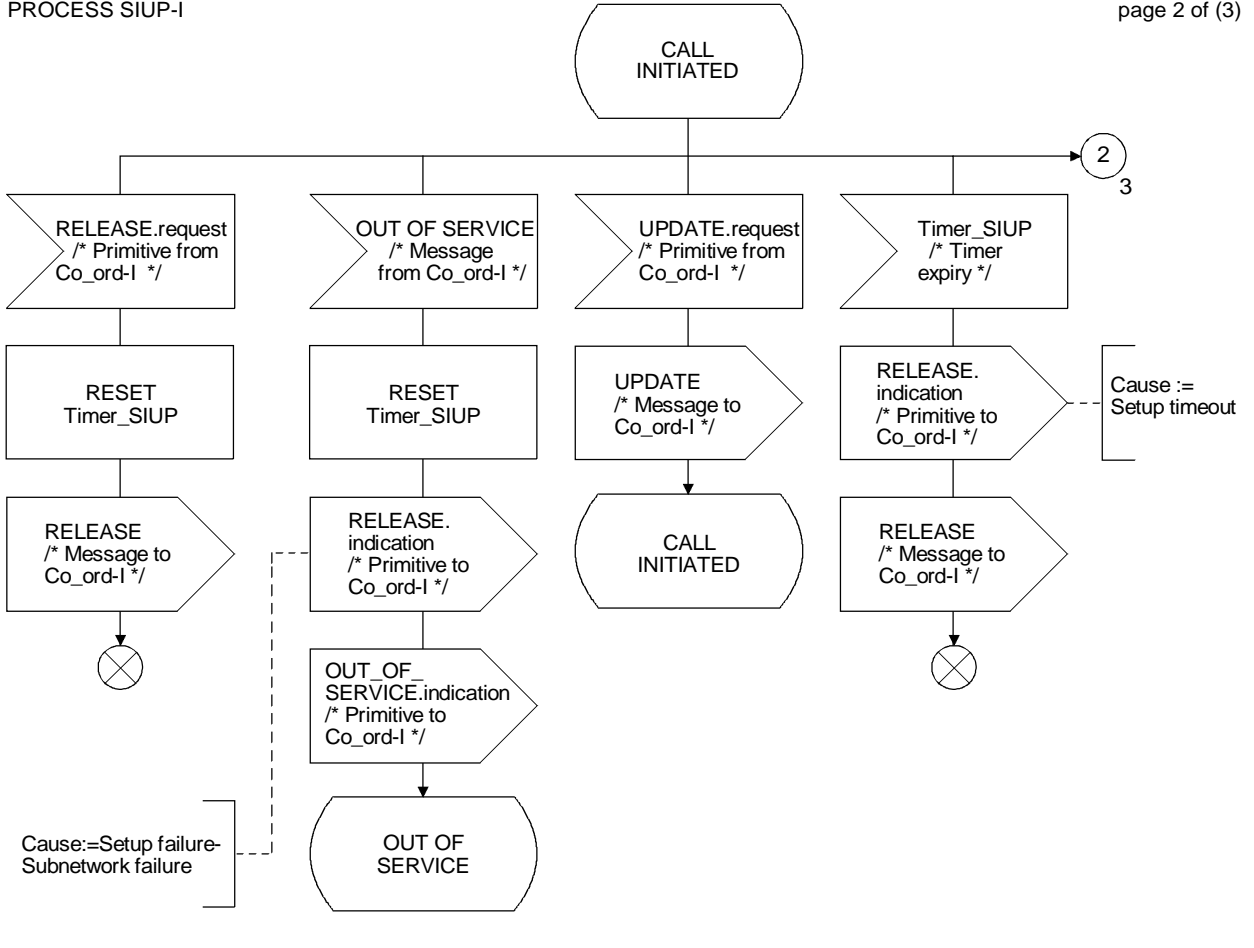 PROCESS SIUP-I
page 2 of (3)
CALL
INITIATED
2
3
RELEASE.request
/* Primitive from
Co_ord-I */
OUT OF SERVICE
/* Message
from Co_ord-I */
UPDATE.request
/* Primitive from
Co_ord-I */
Timer_SIUP
/* Timer
expiry */
RESET
Timer_SIUP
RESET
Timer_SIUP
UPDATE
/* Message to
Co_ord-I */
RELEASE.
indication
/* Primitive to
Co_ord-I */
Cause :=
Setup timeout
RELEASE
/* Message to
Co_ord-I */
RELEASE.
indication
/* Primitive to
Co_ord-I */
CALL
INITIATED
RELEASE
/* Message to
Co_ord-I */
OUT_OF_
SERVICE.indication
/* Primitive to
Co_ord-I */
Cause:=Setup failure-
Subnetwork failure
OUT OF
SERVICE